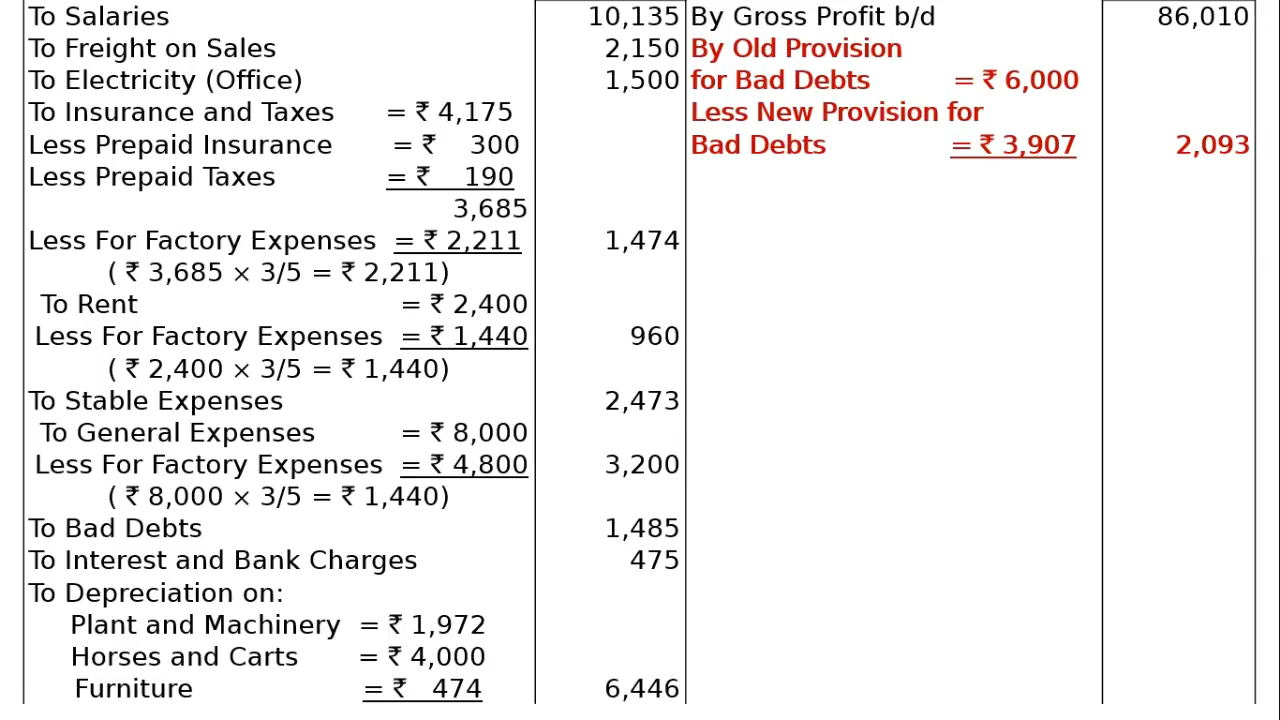 To Salaries 10,135 By Gross Profit b/d 86,010
To Freight on Sales 2,150 By Old Provision
To Electricity (Office) 1,500 for Bad Debts = ₹ 6,000
To Insurance and Taxes = ₹ 4,175 Less New Provision for
Less Prepaid Insurance = ₹ 300 Bad Debts = ₹ 3,907 2,093
Less Prepaid Taxes = ₹ 190
3,685
Less For Factory Expenses = ₹ 2,211 1,474
( ₹ 3,685 × 3/5 = ₹ 2,211)
To Rent = ₹ 2,400
Less For Factory Expenses = ₹ 1,440 960
( ₹ 2,400 × 3/5 = ₹ 1,440)
To Stable Expenses 2,473
To General Expenses = ₹ 8,000
Less For Factory Expenses = ₹ 4,800 3,200
( ₹ 8,000 × 3/5 = ₹ 1,440)
To Bad Debts 1,485
To Interest and Bank Charges 475
To Depreciation on:
Plant and Machinery = ₹ 1,972
Horses and Carts = ₹ 4,000
Furniture = ₹ 474 6,446